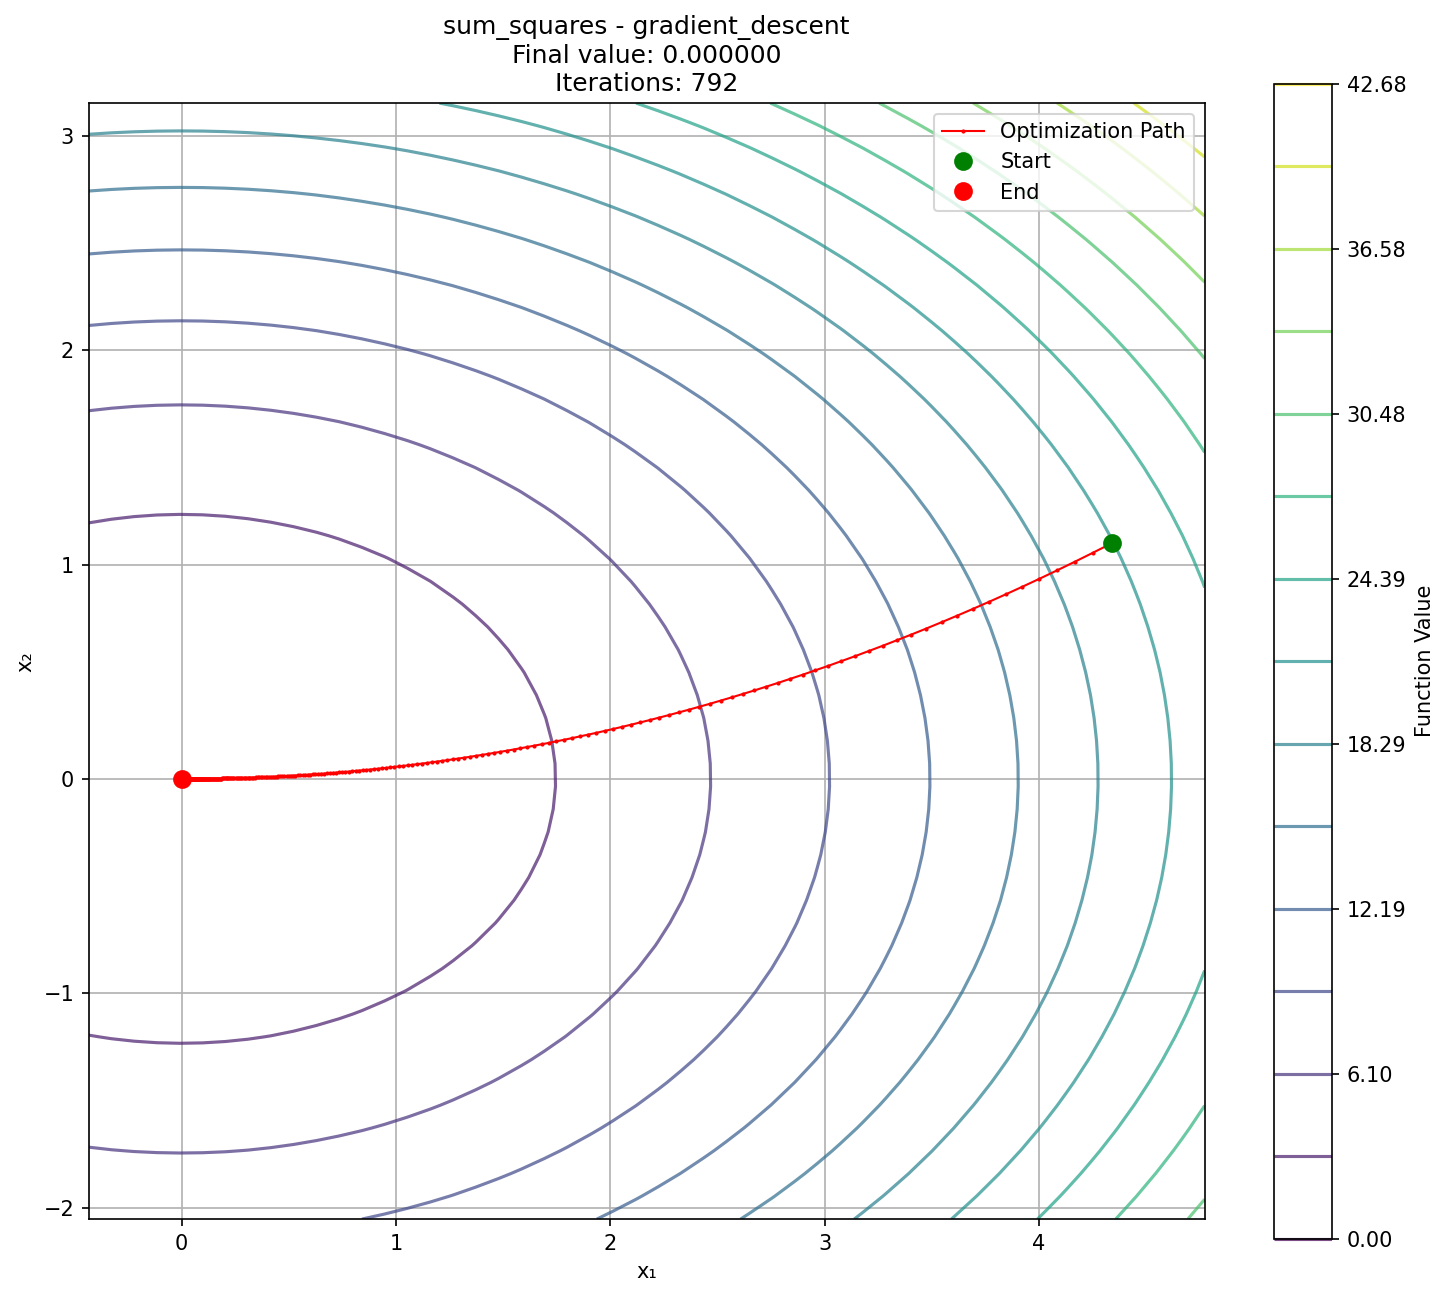 sum_squares - gradient_descent
Final value: 0.000000
Iterations: 792
Optimization Path
Start
End
3
2
1
0
−1
−2
x₂
0
1
2
3
4
x₁
42.68
36.58
30.48
24.39
18.29
12.19
6.10
0.00
Function Value